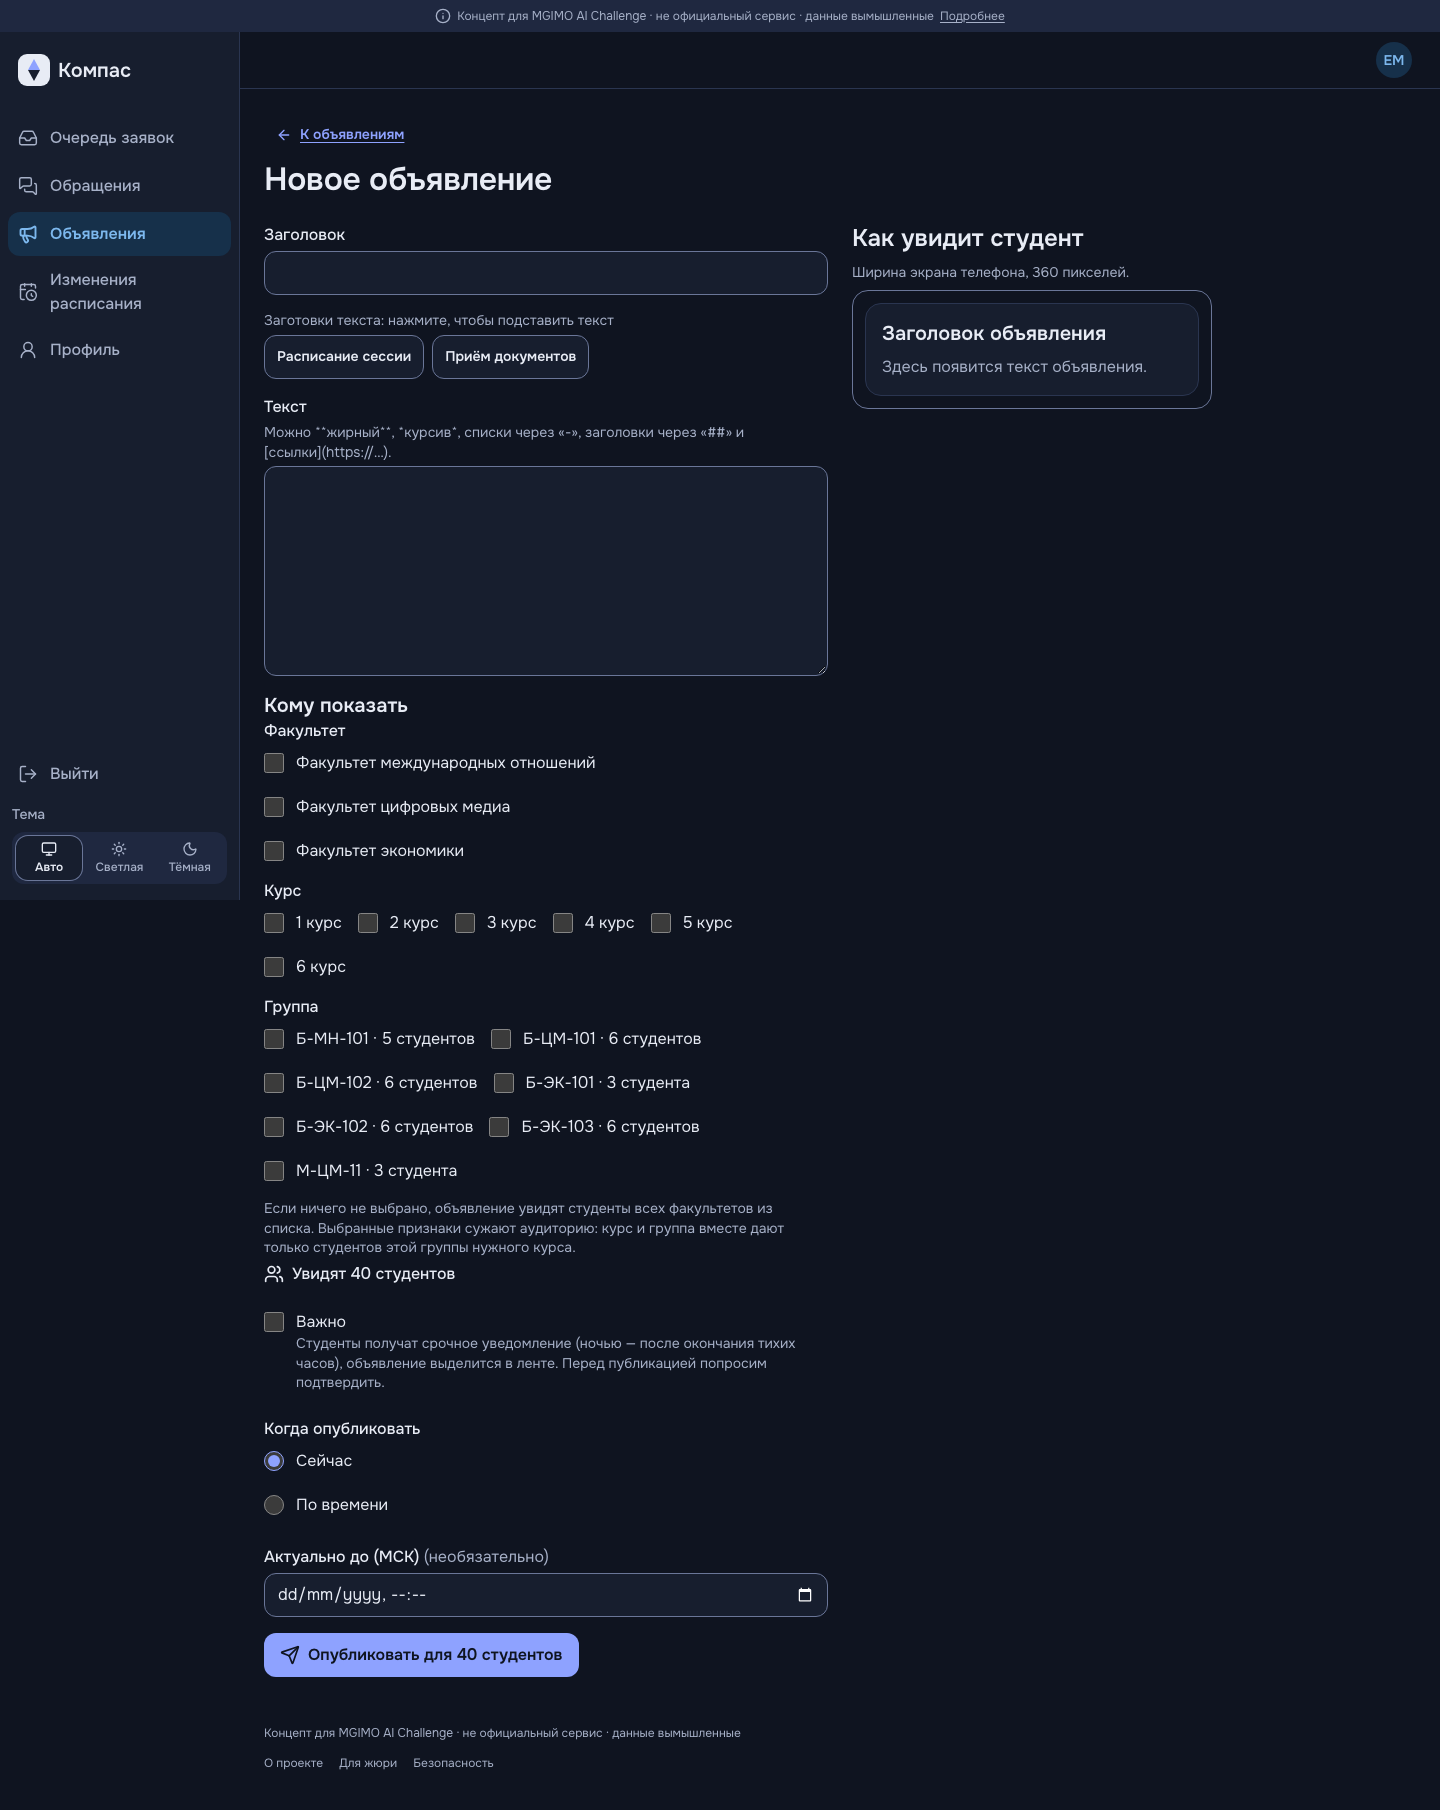 Концепт для MGIMO AI Challenge · не официальный сервис · данные вымышленные Подробнее
Компас
ЕМ
Очередь заявок
Обращения
Объявления
Изменения
расписания
Профиль
Выйти
Тема
Авто
Светлая
Тёмная
К объявлениям
Новое объявление
Заголовок
Заготовки текста: нажмите, чтобы подставить текст
Расписание сессии
Приём документов
Текст
Можно **жирный**, *курсив*, списки через «-», заголовки через «##» и
[ссылки](https://…).
Кому показать
Факультет
Факультет международных отношений
Факультет цифровых медиа
Факультет экономики
Курс
1 курс 2 курс 3 курс 4 курс 5 курс
6 курс
Группа
Б-МН-101 · 5 студентов Б-ЦМ-101 · 6 студентов
Б-ЦМ-102 · 6 студентов Б-ЭК-101 · 3 студента
Б-ЭК-102 · 6 студентов Б-ЭК-103 · 6 студентов
М-ЦМ-11 · 3 студента
Если ничего не выбрано, объявление увидят студенты всех факультетов из
списка. Выбранные признаки сужают аудиторию: курс и группа вместе дают
только студентов этой группы нужного курса.
Увидят 40 студентов
Важно
Студенты получат срочное уведомление (ночью — после окончания тихих
часов), объявление выделится в ленте. Перед публикацией попросим
подтвердить.
Когда опубликовать
Сейчас
По времени
Актуально до (МСК) (необязательно)
dd/mm/yyyy, --:--
Опубликовать для 40 студентов
Как увидит студент
Ширина экрана телефона, 360 пикселей.
Заголовок объявления
Здесь появится текст объявления.
Концепт для MGIMO AI Challenge · не официальный сервис · данные вымышленные
О проекте Для жюри Безопасность